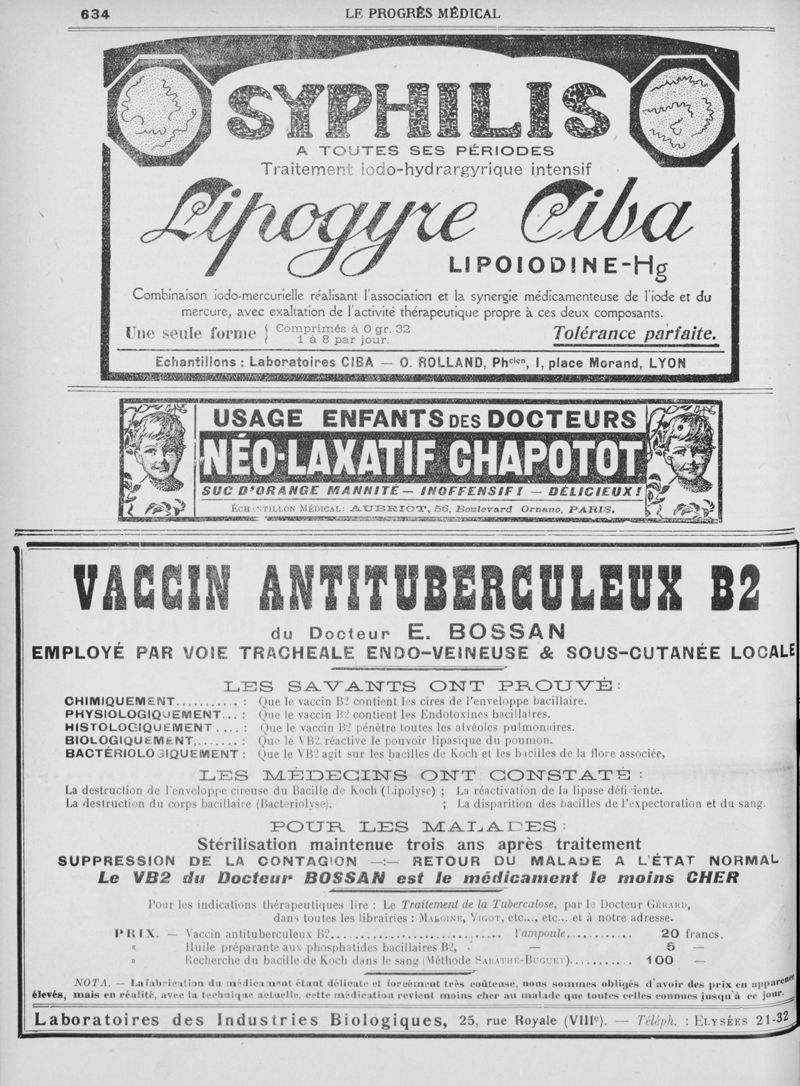 634
LE PROGRÈS MÉDICAL
SYPHILIS
A TOUTES SES PÉRIODES
Traitement iodo-hydrargyrique intensif
Lipogyre Ciba
LIPOIODINE-Hg
Combinaison iodo-mercurielle réalisant l'association et la synergie médicamenteuse de l'iode et du
mercure, avec exaltation de l'activité thérapeutique propre à ces deux composants.
Une seule forme { Comprimés à 0 gr. 32
1 à 8 par jour.
Tolérance parfaite.
Echantillons : Laboratoires CIBA — O. ROLLAND, Phcien, 1, place Morand, LYON
USAGE ENFANTS DES DOCTEURS
NÉO-LAXATIF CHAPOTOT
SUC D'ORANGE MANNITÉ — INOFFENSIF! — DÉLICIEUX!
ÉCHANTILLON MÉDICAL: AUBRIOT, 56, Boulevard Ornano, PARIS.
VACCIN ANTITUBERCULEUX B2
du Docteur E. BOSSAN
EMPLOYÉ PAR VOIE TRACHEALE ENDO-VEINEUSE & SOUS-CUTANÉE LOCALE
LES SAVANTS ONT PROUVÉ:
CHIMIQUEMENT........... : Que le vaccin B2 contient les cires de l'enveloppe bacillaire.
PHYSIOLOGIQUEMENT... : Que le vaccin B2 contient les Endotoxines bacillaires.
HISTOLOGIQUEMENT .... : Que le vaccin B2 pénètre toutes les alvéoles pulmonaires.
BIOLOGIQUEMENT,....... : Que le VB2 réactive le pouvoir lipasique du poumon.
BACTÉRIOLOGIQUEMENT : Que le VB2 agit sur les bacilles de Koch et les bacilles de la flore associée,
LES MÉDECINS ONT CONSTATÉ :
La destruction de l'enveloppe cireuse du Bacille de Koch (Lipolyse) ; La réactivation de la lipase déficiente.
La destruction du corps bacillaire (Bacteriolyse). ; La disparition des bacilles de l'expectoration et du sang.
POUR LES MALADES :
Stérilisation maintenue trois ans après traitement
SUPPRESSION DE LA CONTAGION —:— RETOUR DU MALADE A L'ÉTAT NORMAL
Le VB2 du Docteur BOSSAN est le médicament le moins CHER
Pour les indications thérapeutiques lire : Le Traitement de la Tuberculose, par le Docteur GÉRARD,
dans toutes les librairies : MALOINE, VIGOT, etc..., etc... et à notre adresse.
PRIX. — Vaccin antituberculeux B2................................ l'ampoule............ 20 francs.
» Huile préparante aux phosphatides bacillaires B2, — 5 —
» Recherche du bacille de Koch dans le sang (Méthode SABATHÉ-BUGUET)........... 100 —
NOTA. — La fabrication du médicament étant délicate et forcément très coûteuse, nous sommes obligés d'avoir des prix en apparence
élevés, mais en réalité, avec la technique actuelle, cette médication revient moins cher au malade que toutes celles connues jusqu'à ce jour.
Laboratoires des Industries Biologiques, 25, rue Royale (VIIIe). — Téléph. : ELYSÉES 21-32